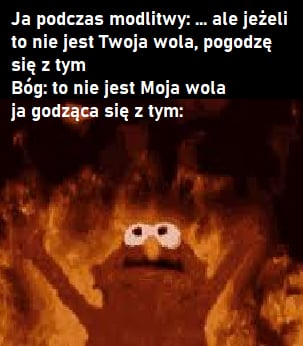 Ja podczas modlitwy: ... ale jeżeli
to nie jest Twoja wola, pogodzę
się z tym
Bóg: to nie jest Moja wola
ja godząca się z tym: